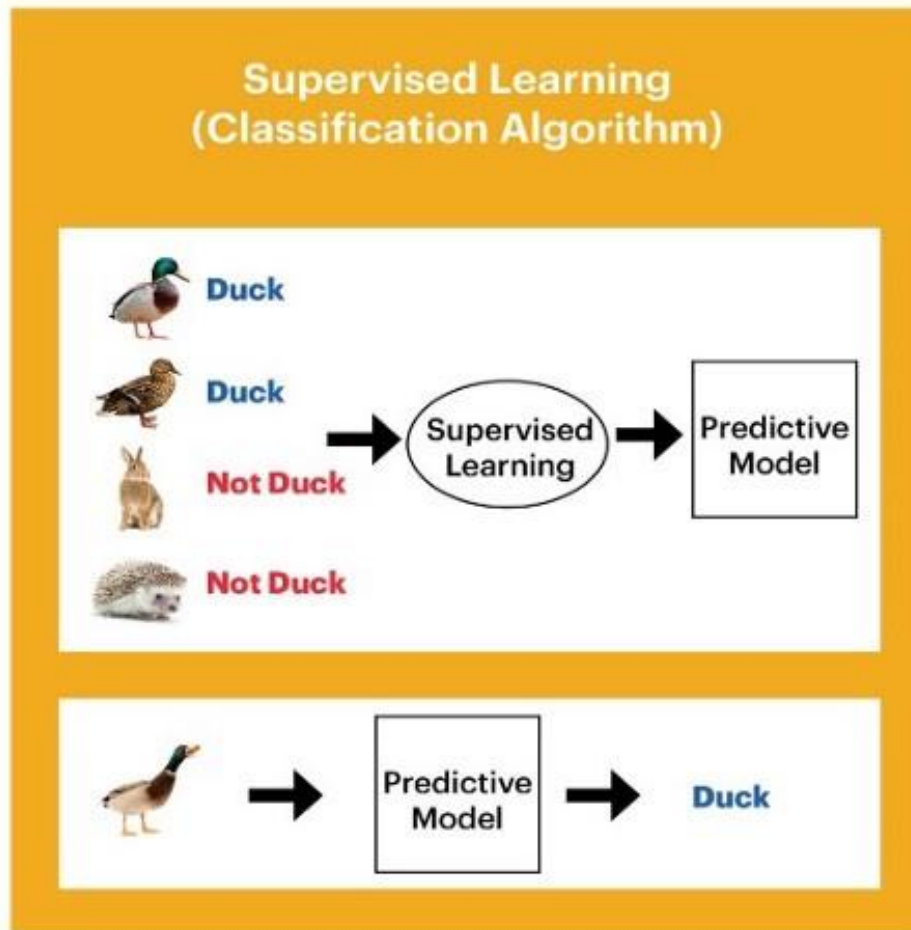 Supervised Learning
(Classification Algorithm)
Duck
Duck
Not Duck
Not Duck
Supervised
Learning
Predictive
Model
Predictive
Model
Duck